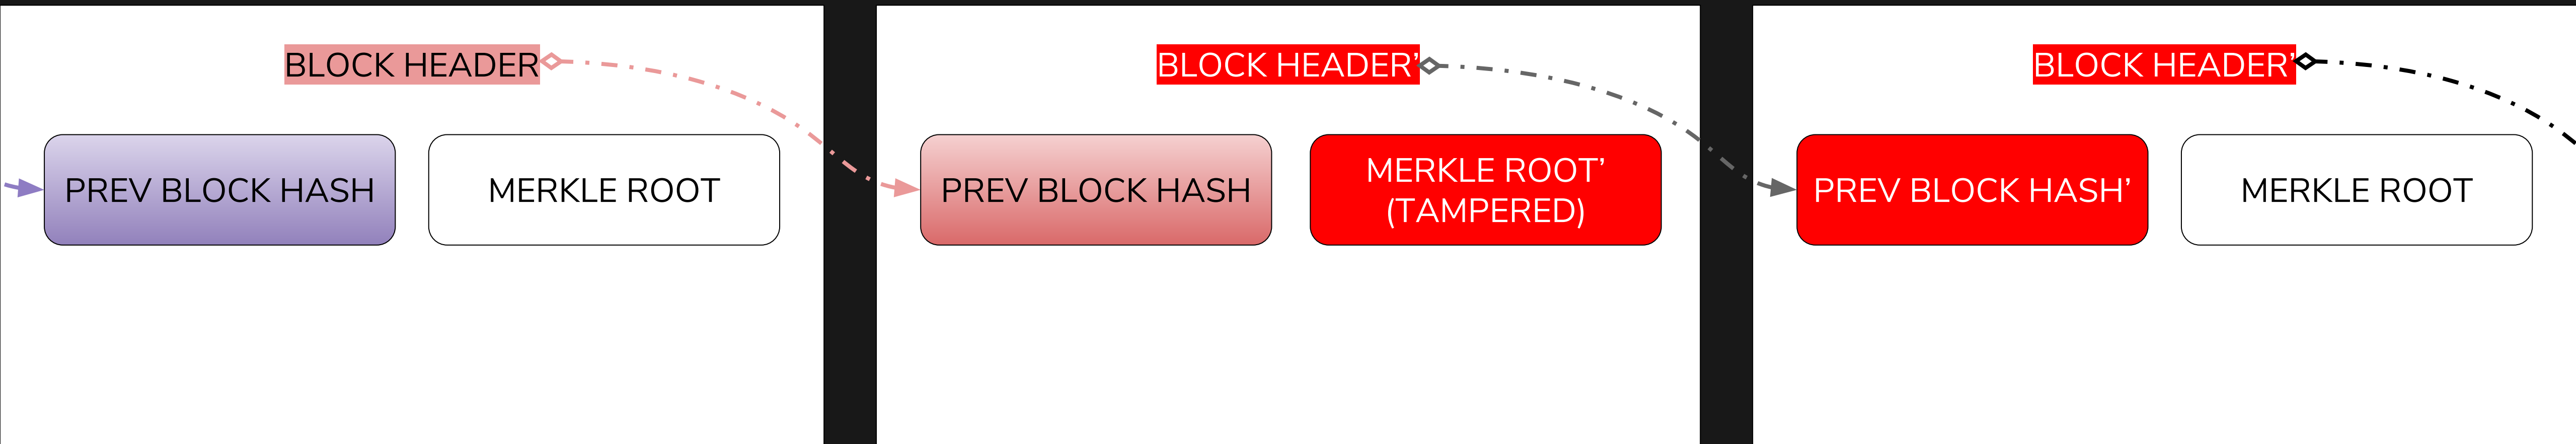 BLOCK HEADER
PREV BLOCK HASH
MERKLE ROOT
BLOCK HEADER’
PREV BLOCK HASH
MERKLE ROOT’
(TAMPERED)
BLOCK HEADER’
PREV BLOCK HASH’
MERKLE ROOT